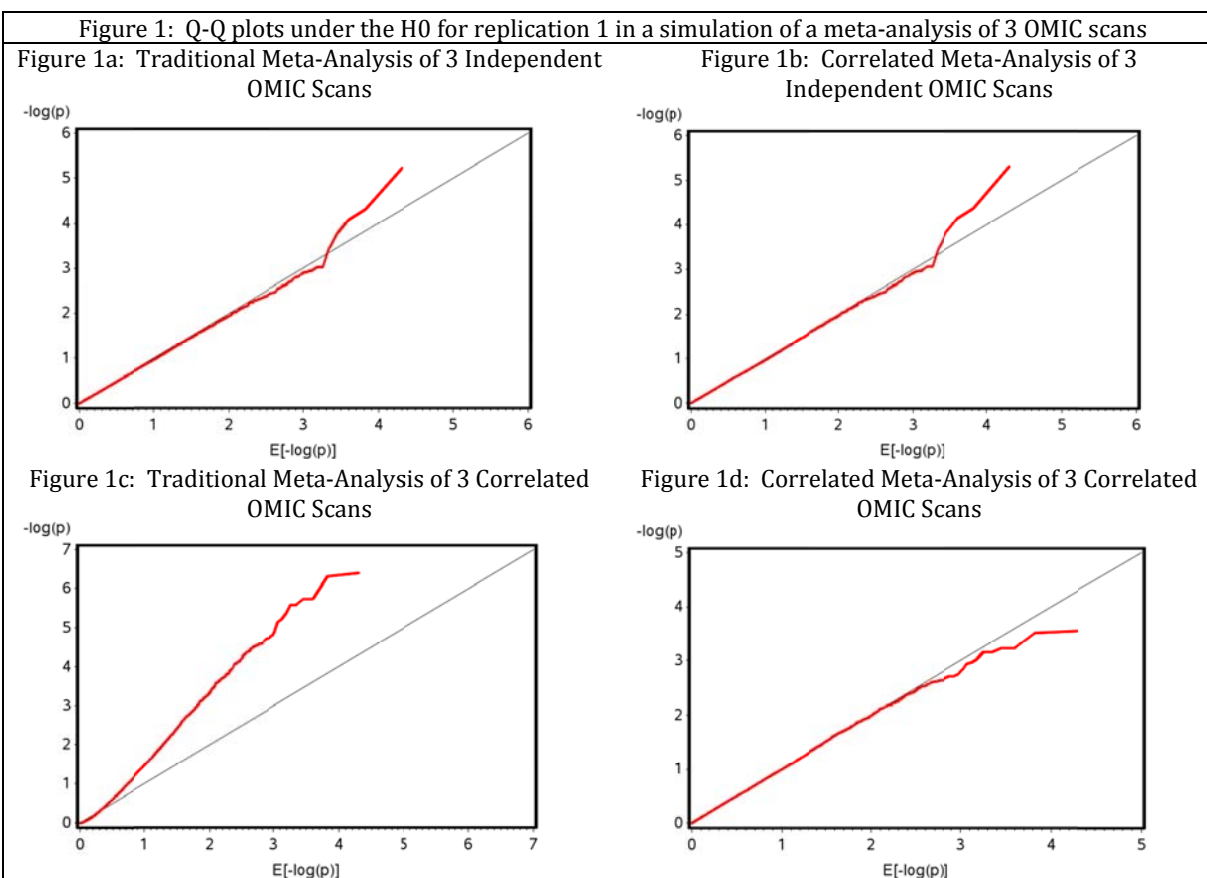 Figure 1: Q-Q plots under the H0 for replication 1 in a simulation of a meta-analysis of 3 OMIC scans
Figure 1a: Traditional Meta-Analysis of 3 Independent
OMIC Scans
-log(p)
6
5
4
3
2
1
0
0 1 2 3 4 5 6
E[-log(p)]
Figure 1b: Correlated Meta-Analysis of 3
Independent OMIC Scans
-log(p)
6
5
4
3
2
1
0
0 1 2 3 4 5 6
E[-log(p)]
Figure 1c: Traditional Meta-Analysis of 3 Correlated
OMIC Scans
-log(p)
7
6
5
4
3
2
1
0
0 1 2 3 4 5 6 7
E[-log(p)]
Figure 1d: Correlated Meta-Analysis of 3 Correlated
OMIC Scans
-log(p)
5
4
3
2
1
0
0 1 2 3 4 5
E[-log(p)]